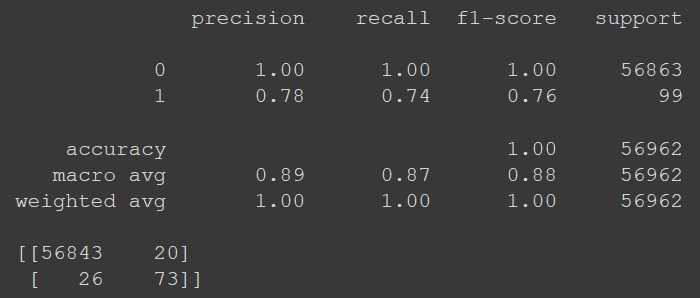 precision recall f1-score support
0 1.00 1.00 1.00 56863
1 0.78 0.74 0.76 99
accuracy 1.00 56962
macro avg 0.89 0.87 0.88 56962
weighted avg 1.00 1.00 1.00 56962
[[56843 20]
[ 26 73]]